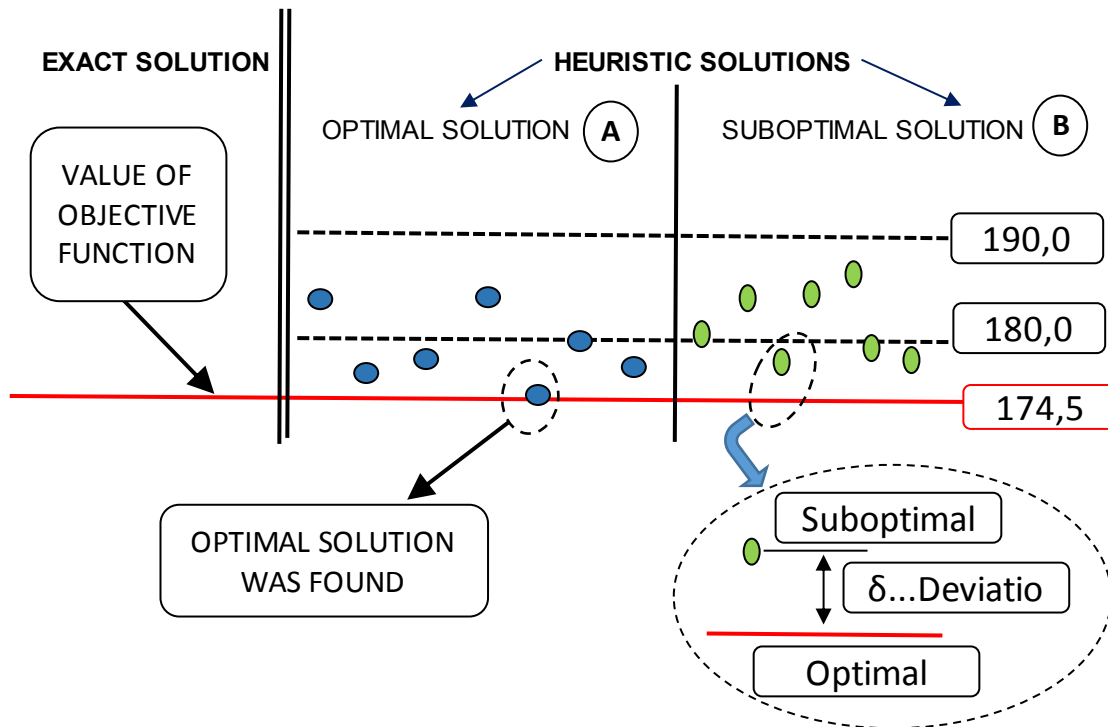 EXACT SOLUTION
HEURISTIC SOLUTIONS
OPTIMAL SOLUTION
A
SUBOPTIMAL SOLUTION
B
VALUE OF
OBJECTIVE
FUNCTION
190,0
180,0
174,5
OPTIMAL SOLUTION
WAS FOUND
Suboptimal
δ...Deviatio
Optimal